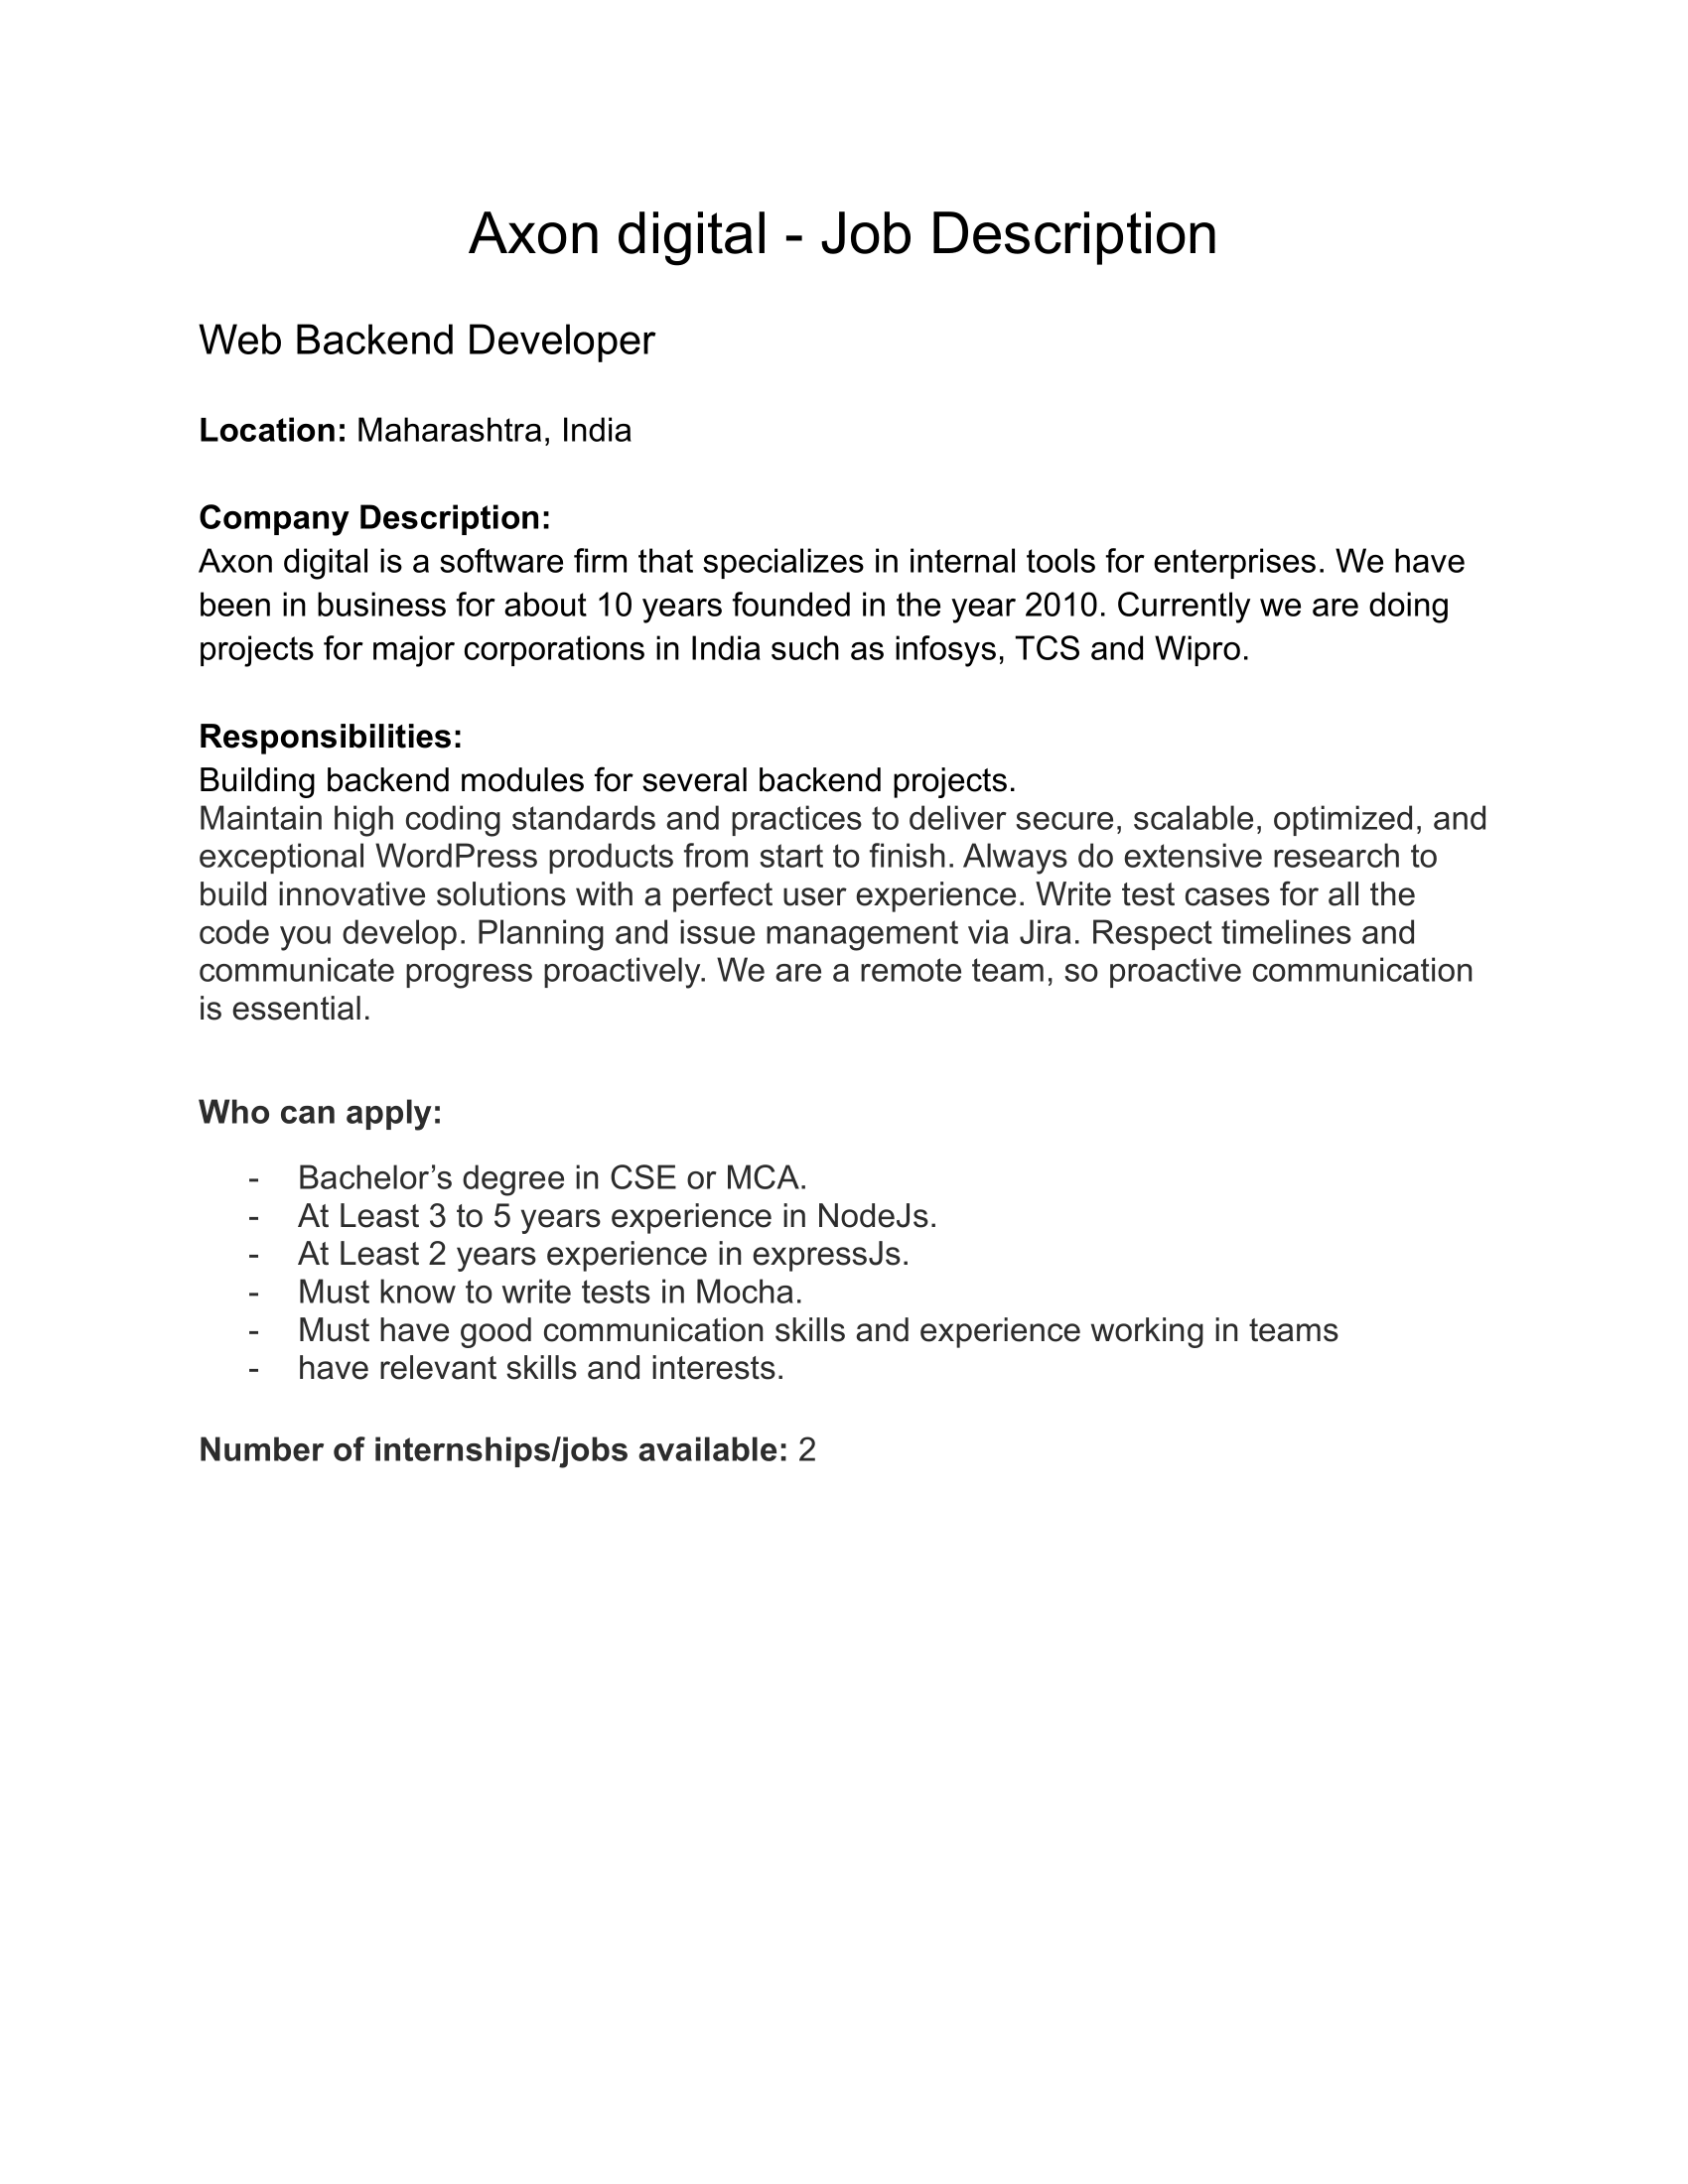 Axon digital - Job Description
Web Backend Developer
Location: Maharashtra, India
Company Description:
Axon digital is a software firm that specializes in internal tools for enterprises. We have
been in business for about 10 years founded in the year 2010. Currently we are doing
projects for major corporations in India such as infosys, TCS and Wipro.
Responsibilities:
Building backend modules for several backend projects.
Maintain high coding standards and practices to deliver secure, scalable, optimized, and
exceptional WordPress products from start to finish. Always do extensive research to
build innovative solutions with a perfect user experience. Write test cases for all the
code you develop. Planning and issue management via Jira. Respect timelines and
communicate progress proactively. We are a remote team, so proactive communication
is essential.
Who can apply:
- Bachelor’s degree in CSE or MCA.
- At Least 3 to 5 years experience in NodeJs.
- At Least 2 years experience in expressJs.
- Must know to write tests in Mocha.
- Must have good communication skills and experience working in teams
- have relevant skills and interests.
Number of internships/jobs available: 2